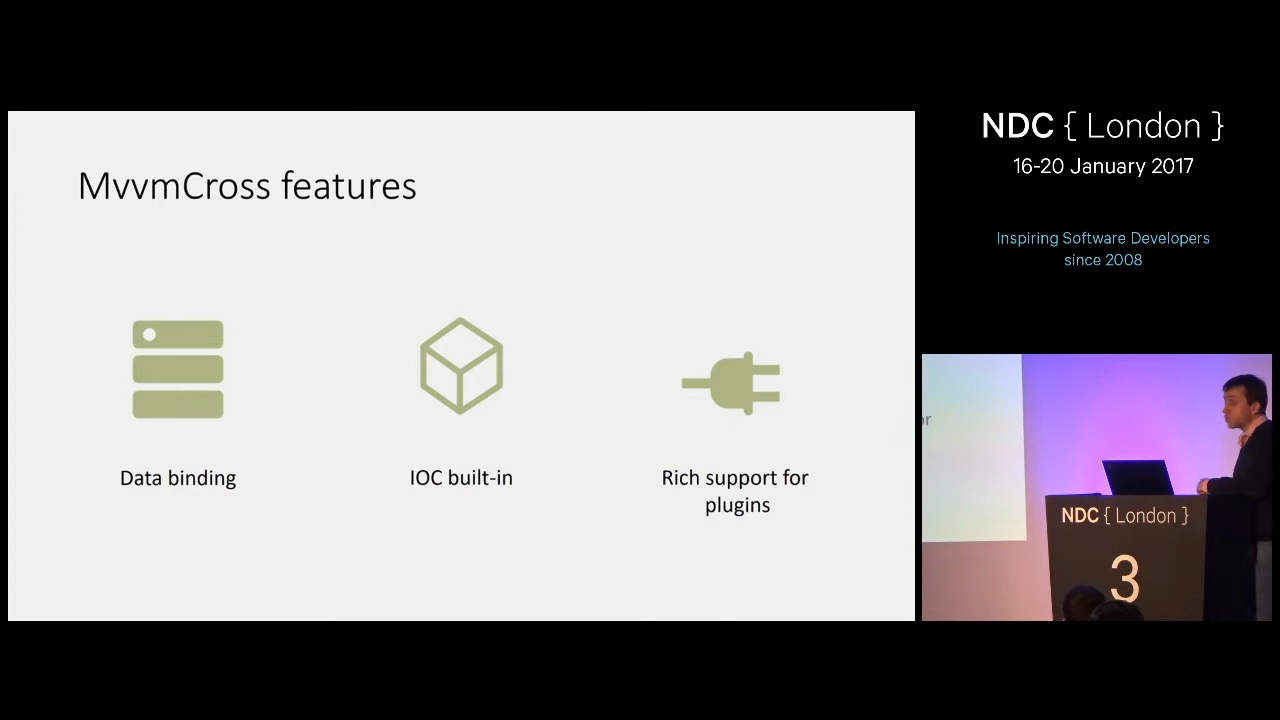 MvvmCross features
Data binding
IOC built-in
Rich support for
plugins
NDC { London }
16-20 January 2017
Inspiring Software Developers
since 2008
or
NDC { London }
3